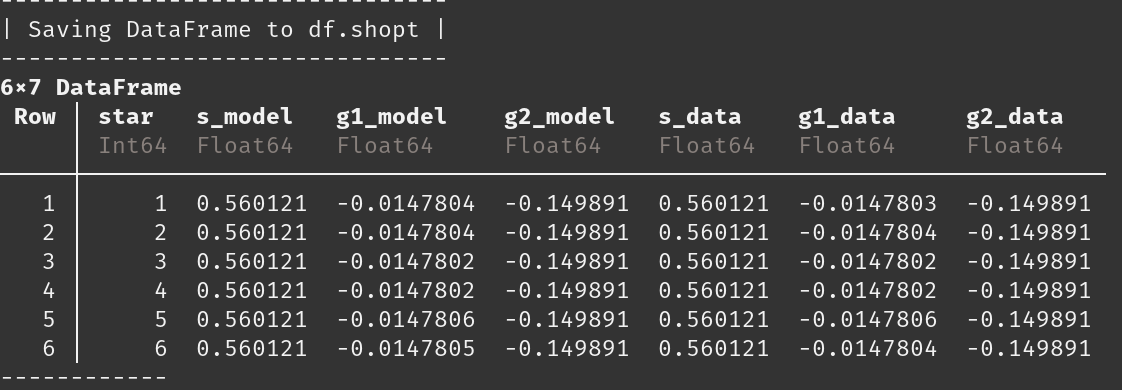 --------------------------------
| Saving DataFrame to df.shopt |
--------------------------------
6×7 DataFrame
Row │ star s_model g1_model g2_model s_data g1_data g2_data
│ Int64 Float64 Float64 Float64 Float64 Float64 Float64
1 │ 1 0.560121 -0.0147804 -0.149891 0.560121 -0.0147803 -0.149891
2 │ 2 0.560121 -0.0147804 -0.149891 0.560121 -0.0147804 -0.149891
3 │ 3 0.560121 -0.0147802 -0.149891 0.560121 -0.0147802 -0.149891
4 │ 4 0.560121 -0.0147802 -0.149891 0.560121 -0.0147802 -0.149891
5 │ 5 0.560121 -0.0147806 -0.149891 0.560121 -0.0147806 -0.149891
6 │ 6 0.560121 -0.0147805 -0.149891 0.560121 -0.0147804 -0.149891
------------